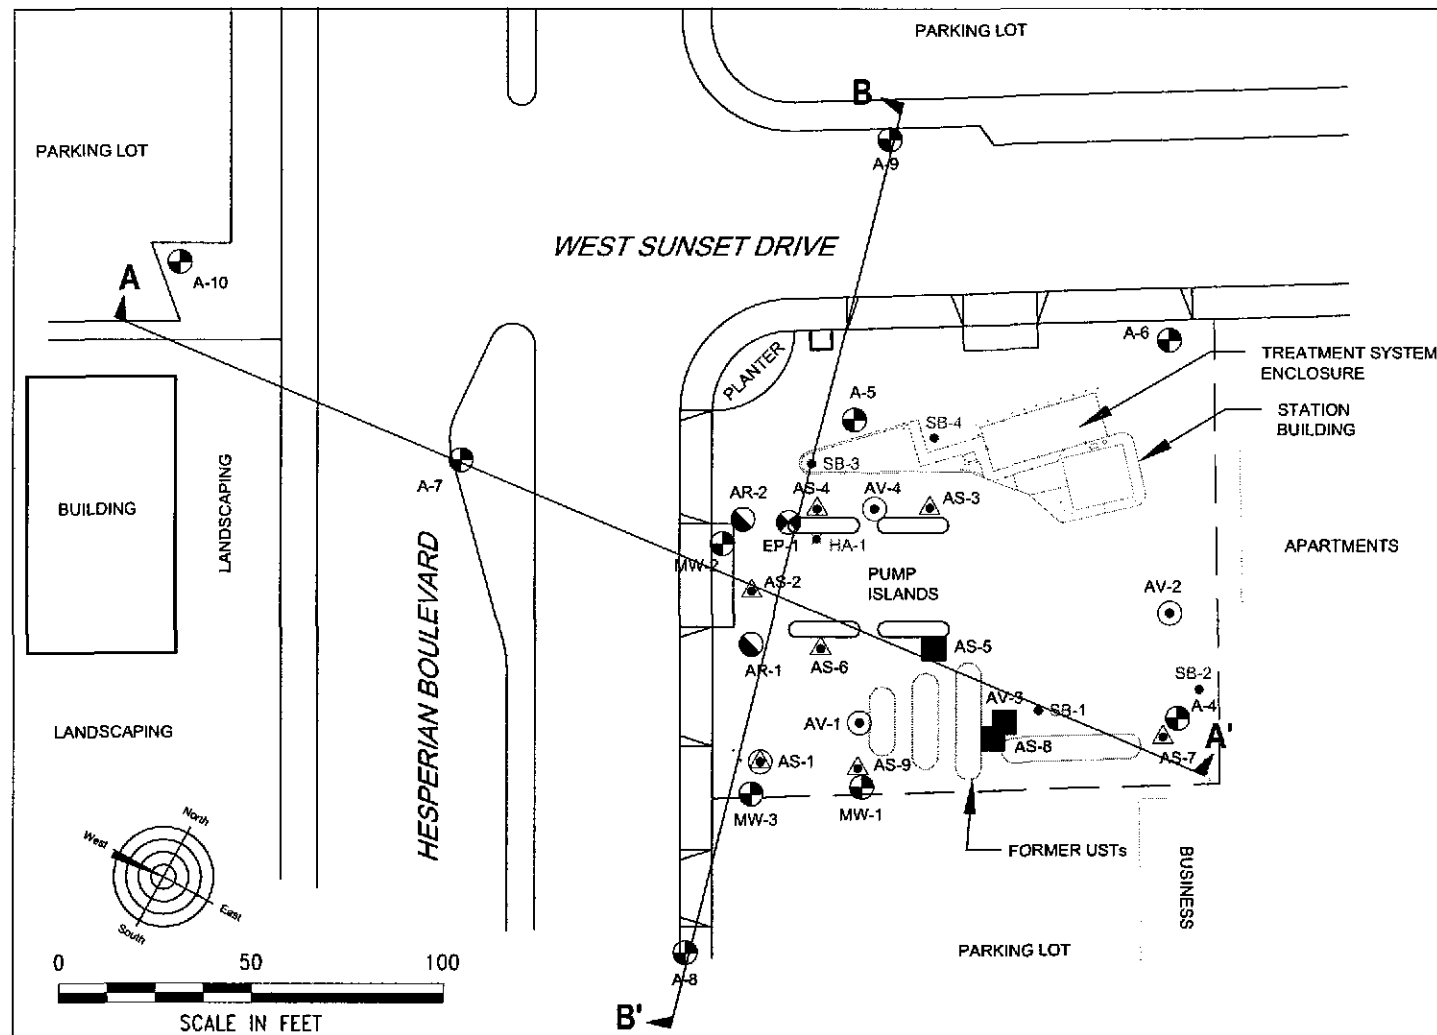 PARKING LOT
B
PARKING LOT
A-9
WEST SUNSET DRIVE
A
A-10
A-6
TREATMENT SYSTEM
ENCLOSURE
PLANTER
A-5
SB-4
STATION
BUILDING
SB-3
A-7
AR-2
AS-4
AV-4
AS-3
BUILDING
LANDSCAPING
EP-1
HA-1
MW-2
APARTMENTS
AS-2
PUMP
ISLANDS
AV-2
HESPERIAN BOULEVARD
AR-1
AS-6
AS-5
SB-2
AV-3
SB-1
A-4
LANDSCAPING
AV-1
AS-8
AS-7
A'
AS-1
AS-9
MW-3
MW-1
North
West
East
South
FORMER USTs
BUSINESS
PARKING LOT
0 50 100
A-8
SCALE IN FEET
B'